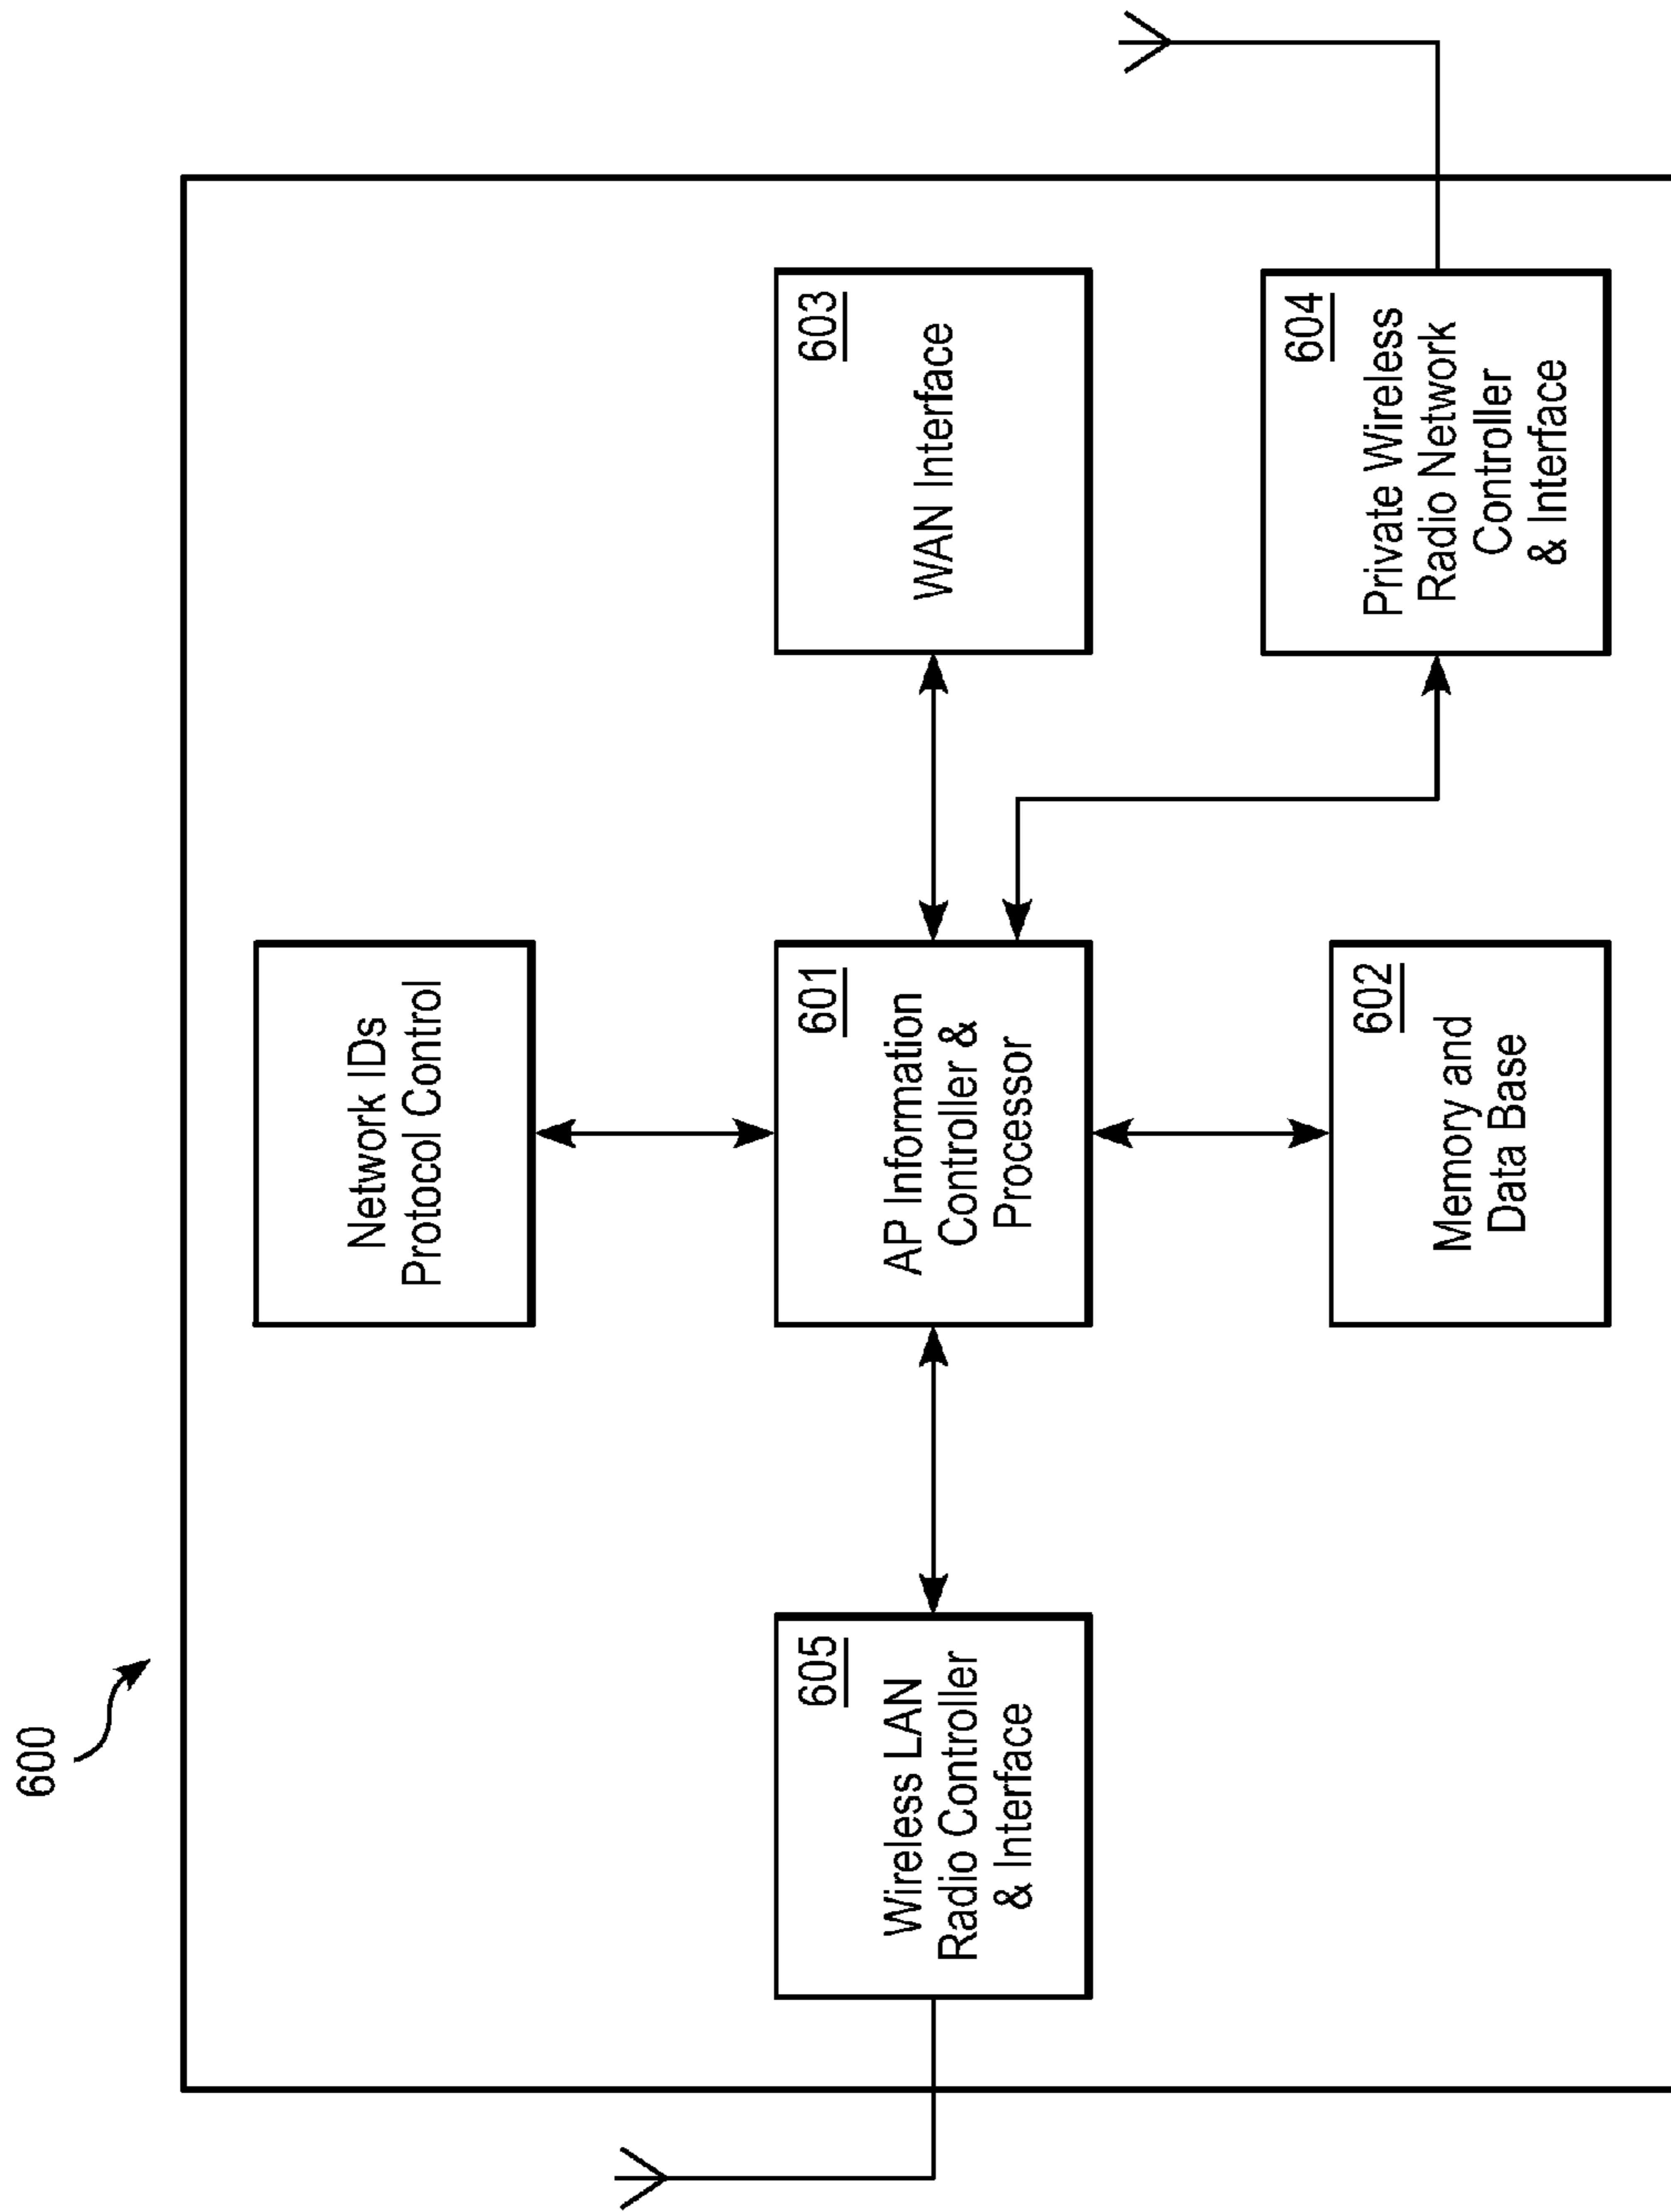 600
Network IDs
Protocol Control
605
Wireless LAN
Radio Controller
& Interface
601
AP Information
Controller &
Processor
603
WAN Interface
602
Memory and
Data Base
604
Private Wireless
Radio Network
Controller
& Interface